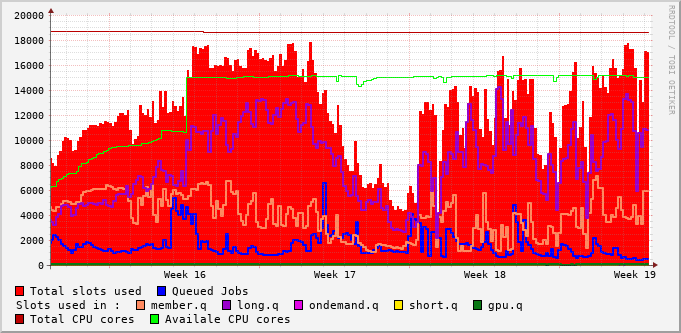 20000
18000
16000
14000
12000
10000
8000
6000
4000
2000
0
Week 16 Week 17 Week 18 Week 19
RRDTOOL / TOBI OETIKER
Total slots used Queued Jobs
Slots used in : member.q long.q ondemand.q short.q gpu.q
Total CPU cores Availale CPU cores